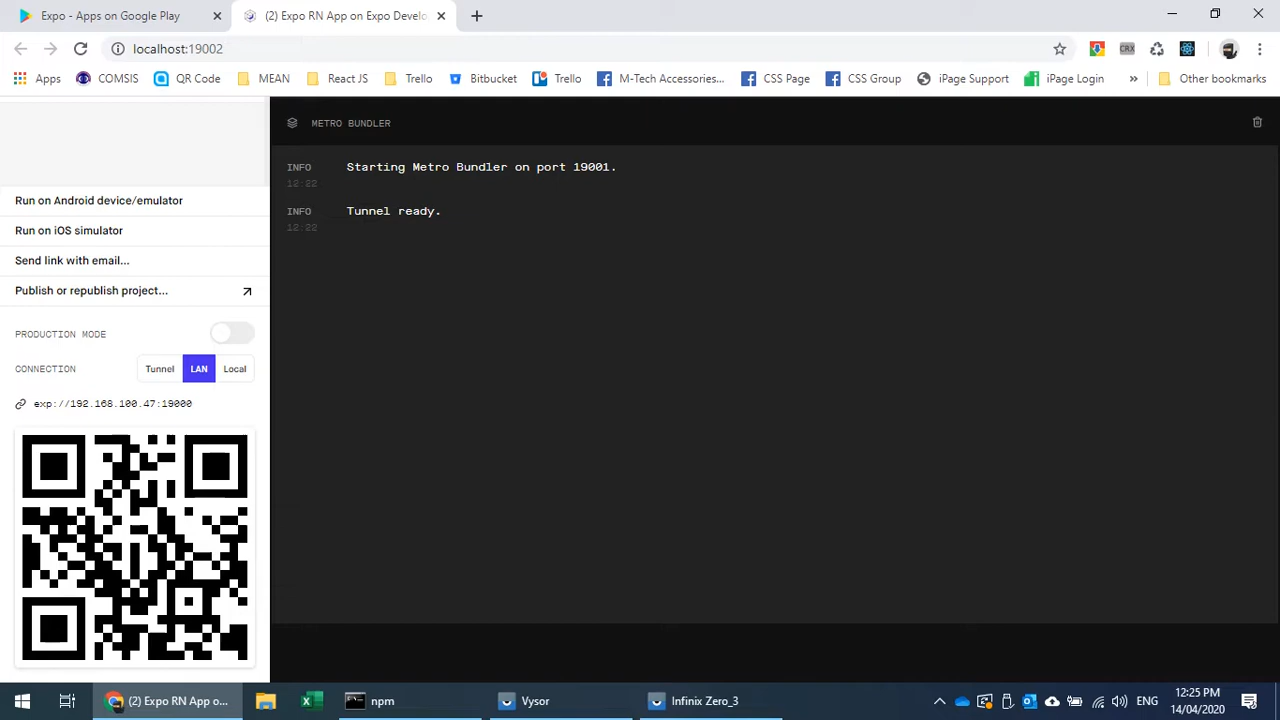 Expo - Apps on Google Play
(2) Expo RN App on Expo Develo
localhost:19002
Apps
COMSIS
QR Code
MEAN
React JS
Trello
Bitbucket
Trello
M-Tech Accessories...
CSS Page
CSS Group
iPage Support
iPage Login
»
Other bookmarks
CRX
METRO BUNDLER
INFO
Starting Metro Bundler on port 19001.
12:22
INFO
Tunnel ready.
12:22
Run on Android device/emulator
Run on iOS simulator
Send link with email...
Publish or republish project...
PRODUCTION MODE
CONNECTION
Tunnel
LAN
Local
exp://192.168.100.47:19000
(2) Expo RN App o...
npm
Vysor
Infinix Zero_3
ENG
12:25 PM
14/04/2020